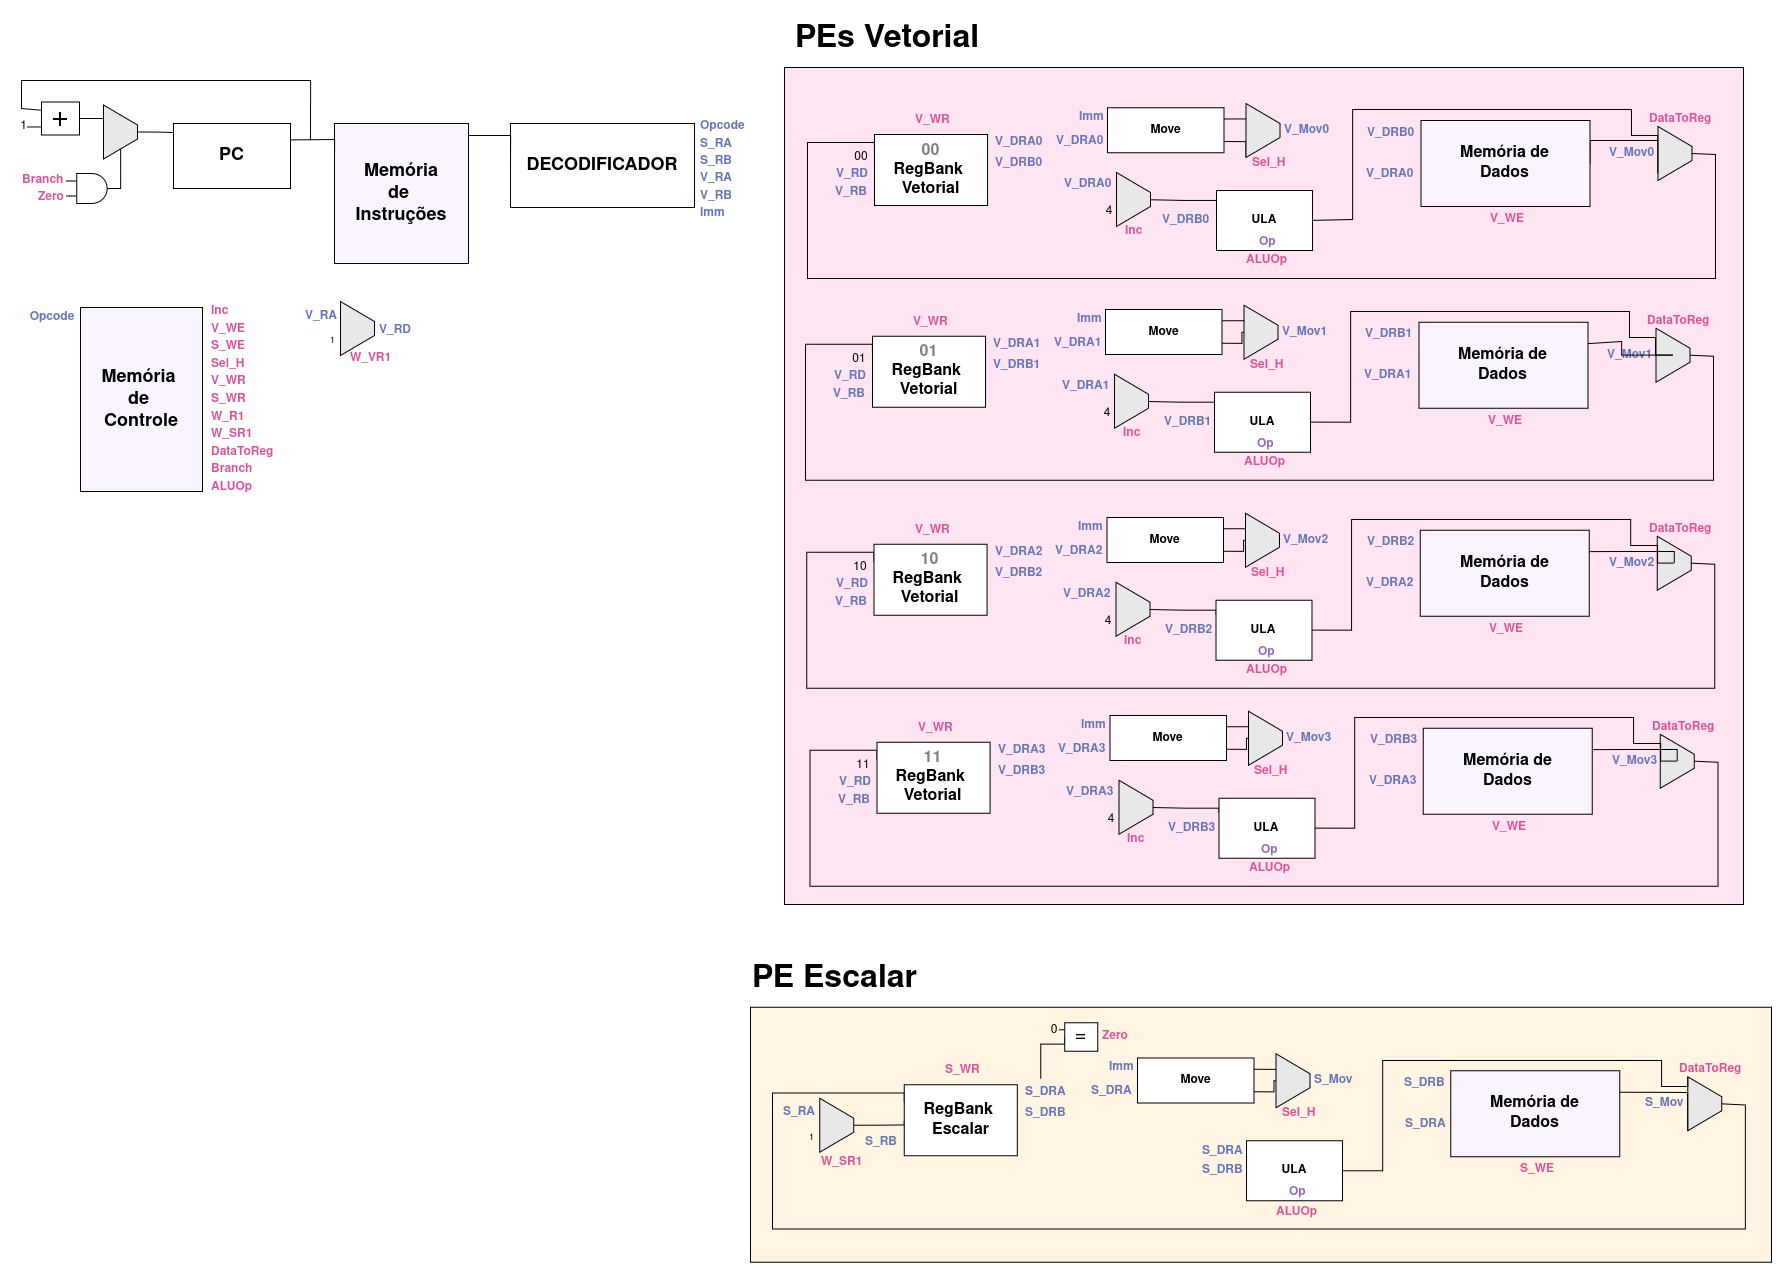 PEs Vetorial
+
1
Branch
Zero
PC
Memória
de
Instruções
DECODIFICADOR
Opcode
S_RA
S_RB
V_RA
V_RB
Imm
Opcode
Memória
de
Controle
Inc
V_WE
S_WE
Sel_H
V_WR
S_WR
W_R1
W_SR1
DataToReg
Branch
ALUOp
V_RA
1
V_RD
W_VR1
V_WR
00
V_RD
V_RB
00
RegBank
Vetorial
V_DRA0
V_DRB0
Imm
V_DRA0
Move
V_Mov0
Sel_H
V_DRA0
4
Inc
V_DRB0
ULA
Op
ALUOp
V_DRB0
V_DRA0
Memória de
Dados
V_WE
DataToReg
V_Mov0
V_WR
01
V_RD
V_RB
01
RegBank
Vetorial
V_DRA1
V_DRB1
Imm
V_DRA1
Move
V_Mov1
Sel_H
V_DRA1
4
Inc
V_DRB1
ULA
Op
ALUOp
V_DRB1
V_DRA1
Memória de
Dados
V_WE
DataToReg
V_Mov1
V_WR
10
V_RD
V_RB
10
RegBank
Vetorial
V_DRA2
V_DRB2
Imm
V_DRA2
Move
V_Mov2
Sel_H
V_DRA2
4
Inc
V_DRB2
ULA
Op
ALUOp
V_DRB2
V_DRA2
Memória de
Dados
V_WE
DataToReg
V_Mov2
V_WR
11
V_RD
V_RB
11
RegBank
Vetorial
V_DRA3
V_DRB3
Imm
V_DRA3
Move
V_Mov3
Sel_H
V_DRA3
4
Inc
V_DRB3
ULA
Op
ALUOp
V_DRB3
V_DRA3
Memória de
Dados
V_WE
DataToReg
V_Mov3
PE Escalar
0
=
Zero
S_WR
S_RA
1
W_SR1
S_RB
RegBank
Escalar
S_DRA
S_DRB
Imm
S_DRA
Move
S_Mov
Sel_H
S_DRA
S_DRB
ULA
Op
ALUOp
S_DRB
S_DRA
Memória de
Dados
S_WE
DataToReg
S_Mov